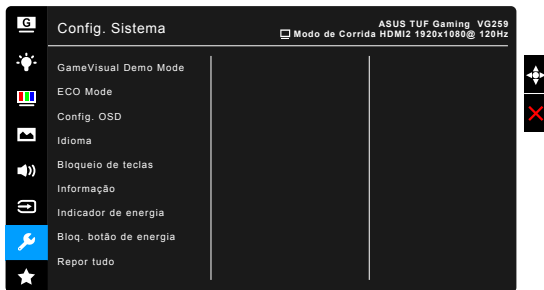 G
Config. Sistema
ASUS TUF Gaming VG259
Modo de Corrida HDMI2 1920x1080@ 120Hz
GameVisual Demo Mode
ECO Mode
Config. OSD
Idioma
Bloqueio de teclas
Informação
Indicador de energia
Bloq. botão de energia
Repor tudo